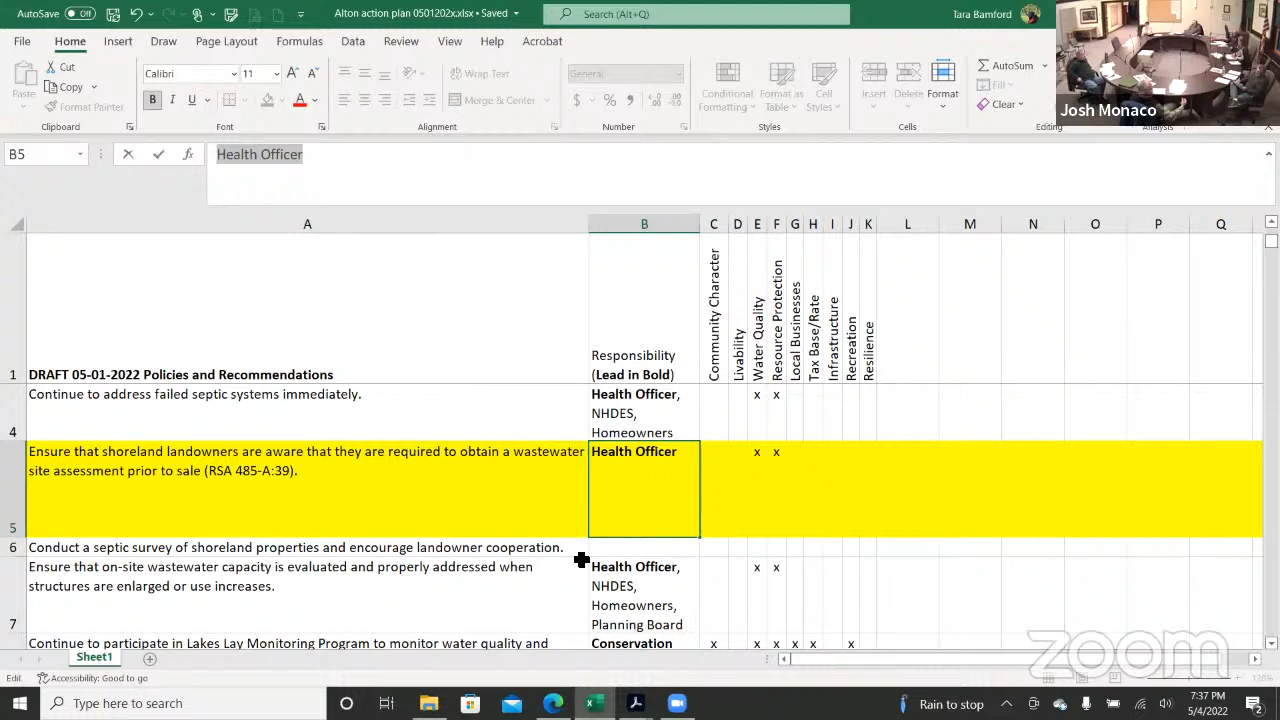 AutoSave Off Alton action plan 0501202x.xlsx • Saved Search (Alt+Q) Tara Bamford
File Home Insert Draw Page Layout Formulas Data Review View Help Acrobat
Paste Cut Copy Format Painter Clipboard
Calibri 11 B I U A Font
Wrap Text Merge & Center Alignment
General $ % Number
Conditional Formatting Format as Table Cell Styles Styles
Insert Delete Format Cells
AutoSum Fill Clear Editing
Analysis
Josh Monaco
B5 fx Health Officer
A B C D E F G H I J K L M N O P Q
1 DRAFT 05-01-2022 Policies and Recommendations
Responsibility
(Lead in Bold)
Community Character
Livability
Water Quality
Resource Protection
Local Businesses
Tax Base/Rate
Infrastructure
Recreation
Resilience
4 Continue to address failed septic systems immediately.
Health Officer,
NHDES,
Homeowners
x x
5 Ensure that shoreland landowners are aware that they are required to obtain a wastewater
site assessment prior to sale (RSA 485-A:39).
Health Officer
x x
6 Conduct a septic survey of shoreland properties and encourage landowner cooperation.
7 Ensure that on-site wastewater capacity is evaluated and properly addressed when
structures are enlarged or use increases.
Health Officer,
NHDES,
Homeowners,
Planning Board
x x
Continue to participate in Lakes Lay Monitoring Program to monitor water quality and
Conservation
x x x x x x
Sheet1
Edit Accessibility: Good to go 120%
zoom
Type here to search
Rain to stop
7:37 PM
5/4/2022
2